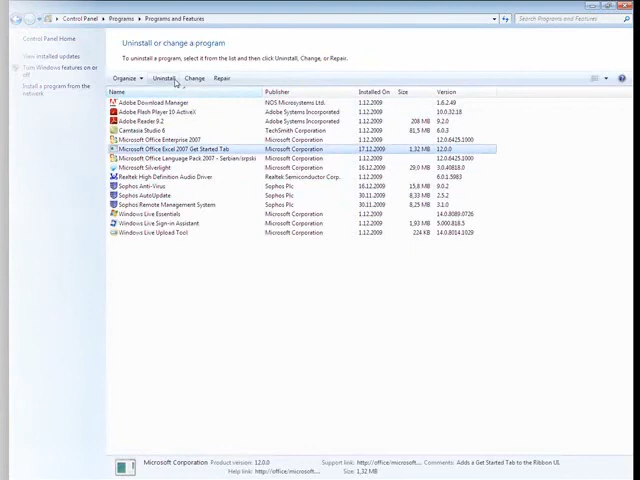 Control Panel ▸ Programs ▸ Programs and Features
Search Programs and Features
Control Panel Home
View installed updates
Turn Windows features on or off
Install a program from the network
Uninstall or change a program
To uninstall a program, select it from the list and then click Uninstall, Change, or Repair.
Organize Uninstall Change Repair
Name Publisher Installed On Size Version
Adobe Download Manager NOS Microsystems Ltd. 1.12.2009 1.6.2.49
Adobe Flash Player 10 ActiveX Adobe Systems Incorporated 1.12.2009 10.0.32.18
Adobe Reader 9.2 Adobe Systems Incorporated 1.12.2009 208 MB 9.2.0
Camtasia Studio 6 TechSmith Corporation 1.12.2009 81,5 MB 6.0.3
Microsoft Office Enterprise 2007 Microsoft Corporation 1.12.2009 12.0.6425.1000
Microsoft Office Excel 2007 Get Started Tab Microsoft Corporation 17.12.2009 1,32 MB 12.0.0
Microsoft Office Language Pack 2007 - Serbian/srpski Microsoft Corporation 1.12.2009 12.0.6425.1000
Microsoft Silverlight Microsoft Corporation 16.12.2009 29,0 MB 3.0.40818.0
Realtek High Definition Audio Driver Realtek Semiconductor Corp. 1.12.2009 6.0.1.5983
Sophos Anti-Virus Sophos Plc 16.12.2009 15,8 MB 9.0.2
Sophos AutoUpdate Sophos Plc 30.11.2009 8,33 MB 2.5.2
Sophos Remote Management System Sophos Plc 30.11.2009 8,25 MB 3.1.0
Windows Live Essentials Microsoft Corporation 1.12.2009 14.0.8089.0726
Windows Live Sign-in Assistant Microsoft Corporation 1.12.2009 1,93 MB 5.000.818.5
Windows Live Upload Tool Microsoft Corporation 1.12.2009 224 KB 14.0.8014.1029
Microsoft Corporation Product version: 12.0.0 Support link: http://office/microsoft... Comments: Adds a Get Started Tab to the Ribbon UI.
Help link: http://office/microsoft.... Size: 1,32 MB